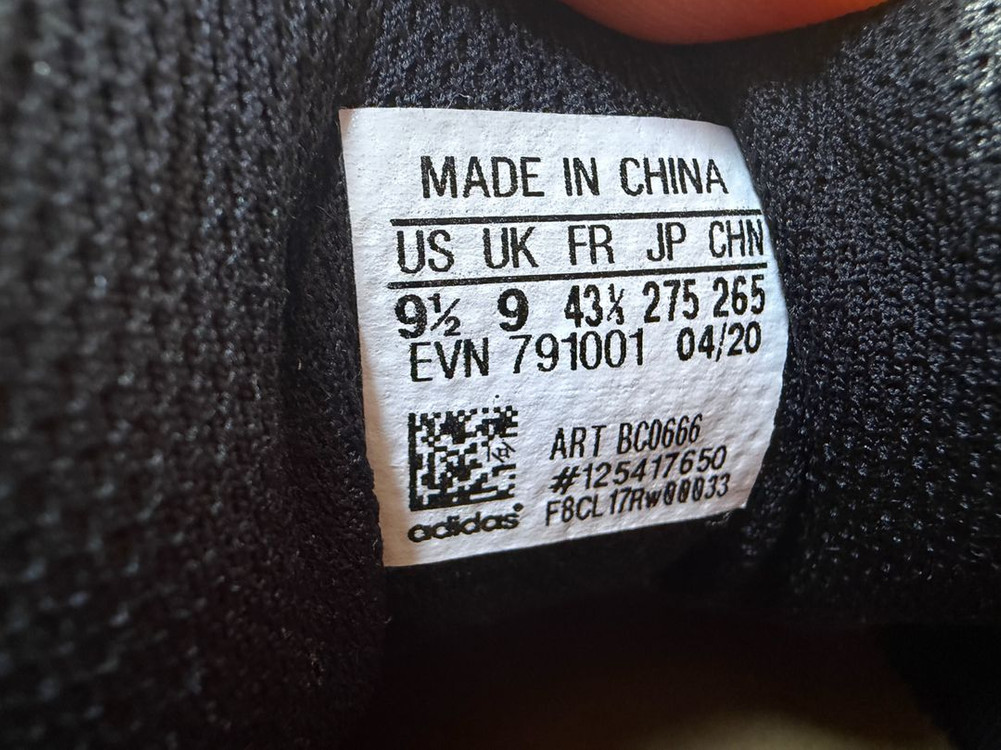 MADE IN CHINA
US UK FR JP CHN
9½ 9 43⅓ 275 265
EVN 791001 04/20
ART BC0666
#125417650
F8CL17RW00033
adidas